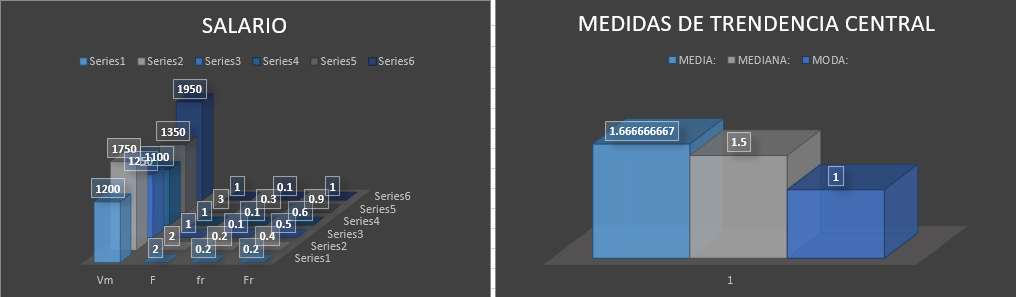 SALARIO
Series1 Series2 Series3 Series4 Series5 Series6
1950
1350
1750
1250 1100
1200
1 0.1 1
3 0.3 0.9
1 0.1 0.6
1 0.1 0.5
2 0.2 0.4
2 0.2 0.2
Series6
Series5
Series4
Series3
Series2
Series1
Vm F fr Fr
MEDIDAS DE TRENDENCIA CENTRAL
MEDIA: MEDIANA: MODA:
1.666666667
1.5
1
1